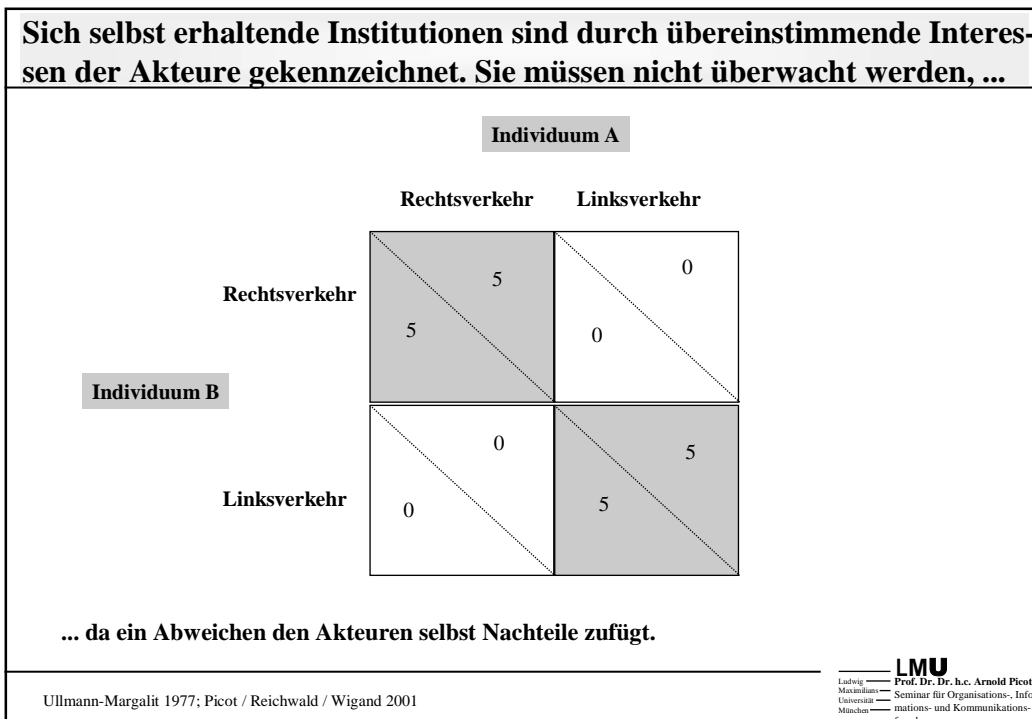 Sich selbst erhaltende Institutionen sind durch übereinstimmende Interes-
sen der Akteure gekennzeichnet. Sie müssen nicht überwacht werden, ...
Individuum A
Rechtsverkehr Linksverkehr
Rechtsverkehr
5
5
0
0
Individuum B
Linksverkehr
0
0
5
5
... da ein Abweichen den Akteuren selbst Nachteile zufügt.
Ullmann-Margalit 1977; Picot / Reichwald / Wigand 2001
LMU
Ludwig
Maximilians
Universität
München
Prof. Dr. Dr. h.c. Arnold Picot
Seminar für Organisations-, Info
mations- und Kommunikations-